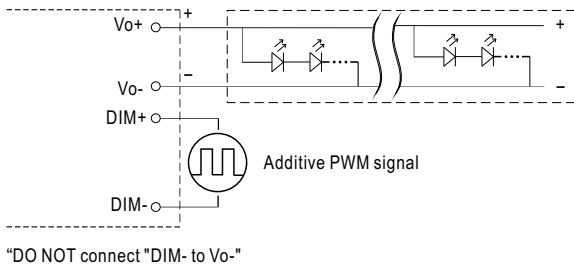 Vo+
+
+
Vo-
–
–
DIM+
Additive PWM signal
DIM-
“DO NOT connect "DIM- to Vo-"